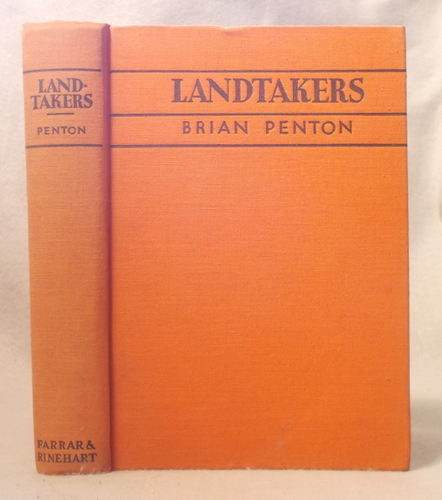 LAND-
TAKERS
PENTON
FARRAR &
RINEHART
LANDTAKERS
BRIAN PENTON